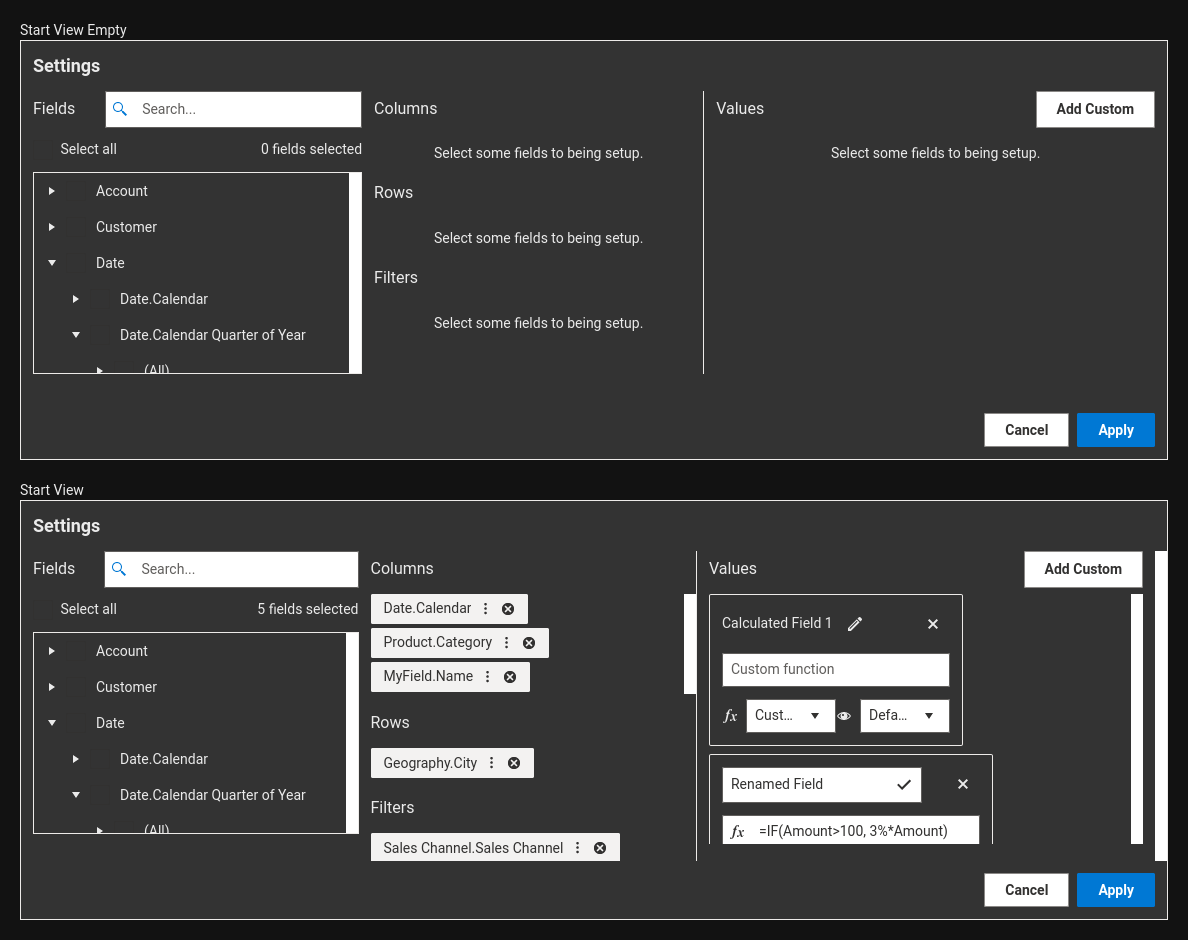 Start View Empty
Settings
Fields
Search...
Select all
0 fields selected
Account
Customer
Date
Date.Calendar
Date.Calendar Quarter of Year
(All)
Columns
Select some fields to being setup.
Rows
Select some fields to being setup.
Filters
Select some fields to being setup.
Values
Add Custom
Select some fields to being setup.
Cancel
Apply
Start View
Settings
Fields
Search...
Select all
5 fields selected
Account
Customer
Date
Date.Calendar
Date.Calendar Quarter of Year
(All)
Columns
Date.Calendar
Product.Category
MyField.Name
Rows
Geography.City
Filters
Sales Channel.Sales Channel
Values
Add Custom
Calculated Field 1
Custom function
fx
Cust...
Defa...
Renamed Field
fx =IF(Amount>100, 3%*Amount)
Cancel
Apply